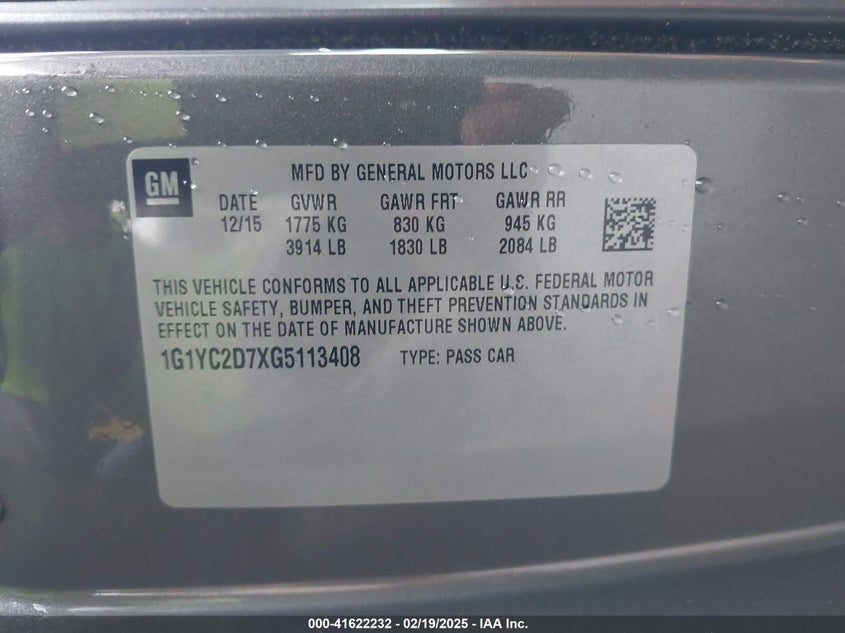 GM
MFD BY GENERAL MOTORS LLC
DATE GVWR GAWR FRT GAWR RR
12/15 1775 KG 830 KG 945 KG
3914 LB 1830 LB 2084 LB
THIS VEHICLE CONFORMS TO ALL APPLICABLE U.S. FEDERAL MOTOR
VEHICLE SAFETY, BUMPER, AND THEFT PREVENTION STANDARDS IN
EFFECT ON THE DATE OF MANUFACTURE SHOWN ABOVE.
1G1YC2D7XG5113408 TYPE: PASS CAR
000-41622232 - 02/19/2025 - IAA Inc.